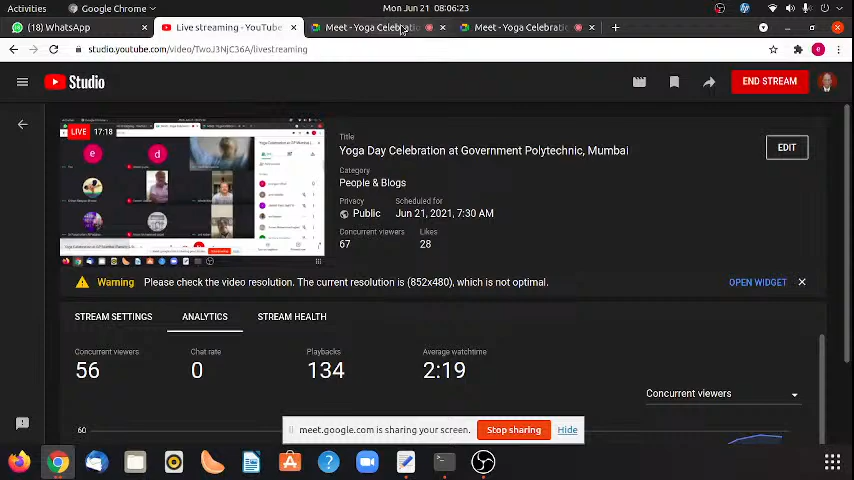 Activities
Google Chrome
Mon Jun 21 08:06:23
(18) WhatsApp
Live streaming - YouTube
Meet - Yoga Celebratio
Meet - Yoga Celebratio
studio.youtube.com/video/TwoJ3NjC36A/livestreaming
e
Studio
END STREAM
LIVE 17:18
e d
Title
Yoga Day Celebration at Government Polytechnic, Mumbai
EDIT
Category
People & Blogs
Privacy Scheduled for
Public Jun 21, 2021, 7:30 AM
Concurrent viewers Likes
67 28
Warning Please check the video resolution. The current resolution is (852x480), which is not optimal.
OPEN WIDGET
STREAM SETTINGS ANALYTICS STREAM HEALTH
Concurrent viewers Chat rate Playbacks Average watchtime
56 0 134 2:19
Concurrent viewers
60
meet.google.com is sharing your screen. Stop sharing Hide